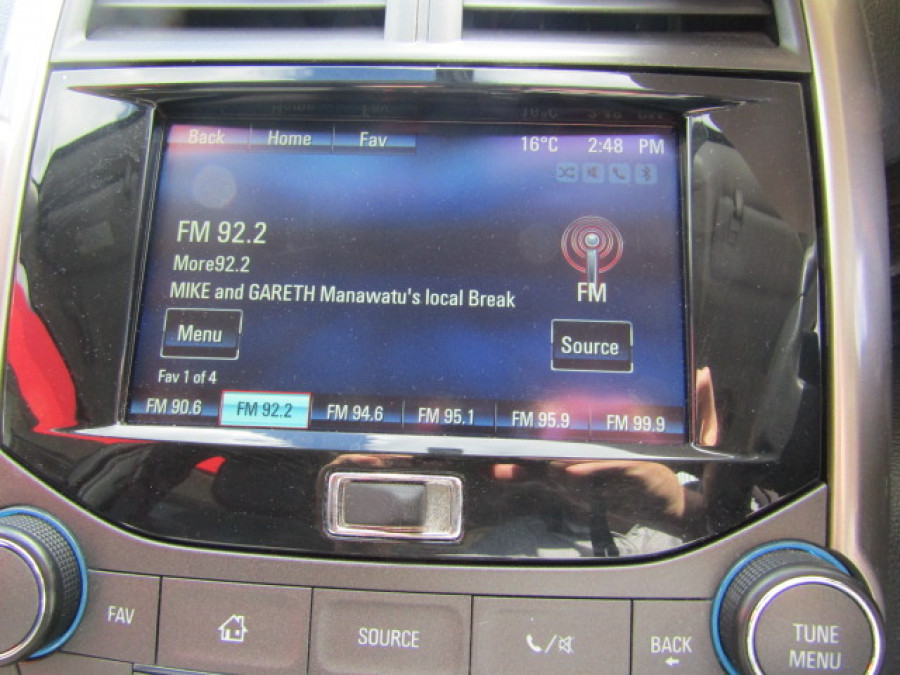 Back Home Fav 16°C 2:48 PM
FM 92.2
More92.2
MIKE and GARETH Manawatu's local Break
FM
Menu
Source
Fav 1 of 4
FM 90.6 FM 92.2 FM 94.6 FM 95.1 FM 95.9 FM 99.9
FAV
SOURCE
BACK
TUNE
MENU